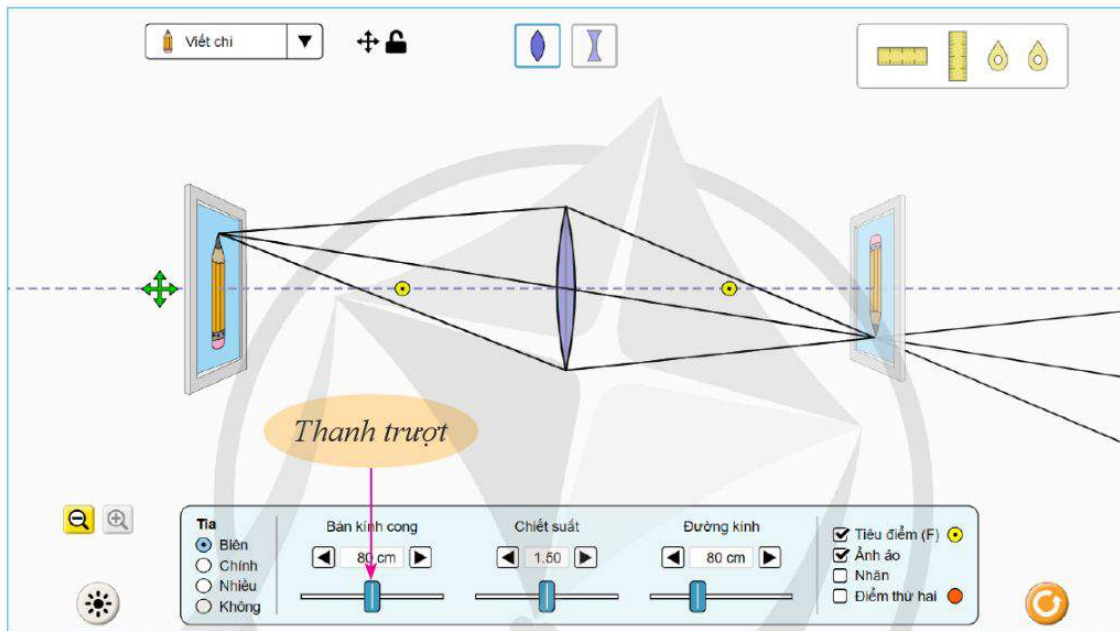 Viết chì
Thanh trượt
Tia
Biên
Chính
Nhiều
Không
Bán kính cong
80 cm
Chiết suất
1.50
Đường kính
80 cm
Tiêu điểm (F)
Ảnh ảo
Nhãn
Điểm thứ hai